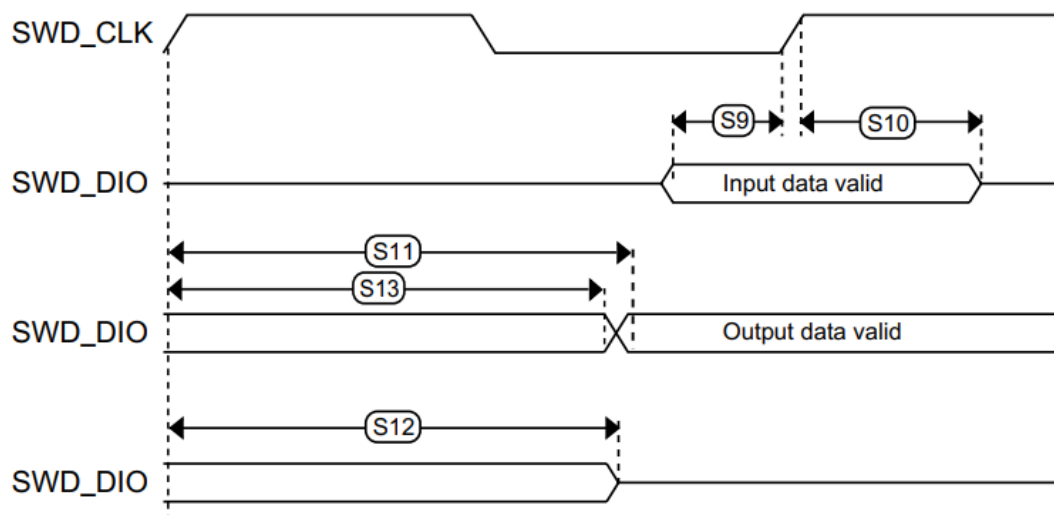 SWD_CLK
S9
S10
SWD_DIO
Input data valid
S11
S13
SWD_DIO
Output data valid
S12
SWD_DIO